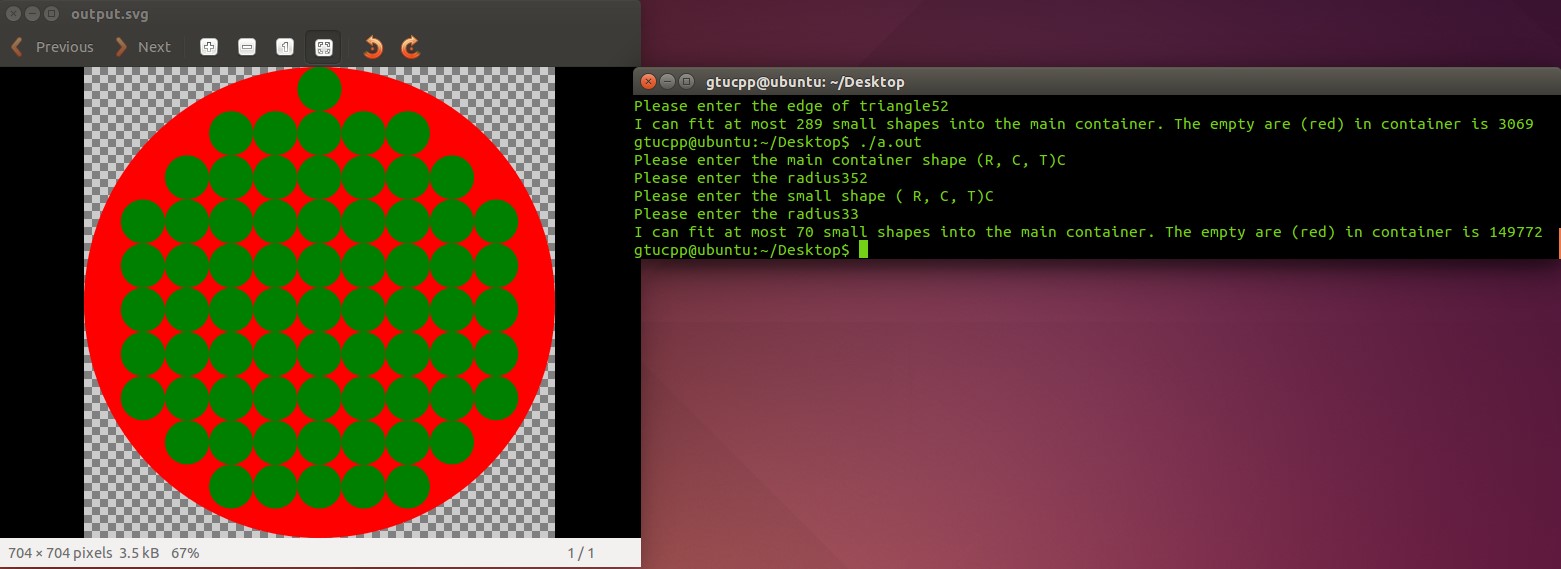 output.svg
Previous Next
704 × 704 pixels 3.5 kB 67% 1 / 1
gtucpp@ubuntu: ~/Desktop
Please enter the edge of triangle52
I can fit at most 289 small shapes into the main container. The empty are (red) in container is 3069
gtucpp@ubuntu:~/Desktop$ ./a.out
Please enter the main container shape (R, C, T)C
Please enter the radius352
Please enter the small shape ( R, C, T)C
Please enter the radius33
I can fit at most 70 small shapes into the main container. The empty are (red) in container is 149772
gtucpp@ubuntu:~/Desktop$